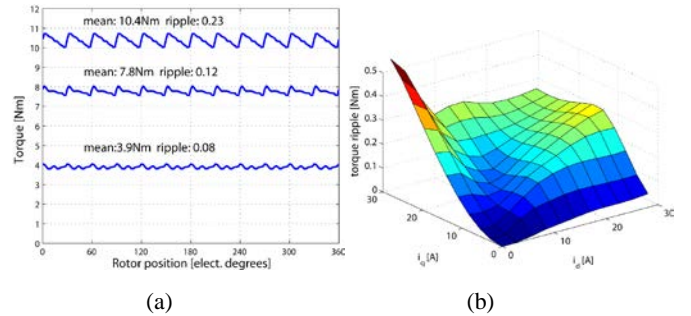 mean: 10.4Nm ripple: 0.23
mean: 7.8Nm ripple: 0.12
mean:3.9Nm ripple: 0.08
Torque [Nm]
12
11
10
9
8
7
6
5
4
3
2
1
0
0 60 120 180 240 300 360
Rotor position [elect. degrees]
(a)
torque ripple [Nm]
0.5
0.4
0.3
0.2
0.1
0
30
20
10
0
i_q [A]
0
10
20
30
i_d [A]
(b)